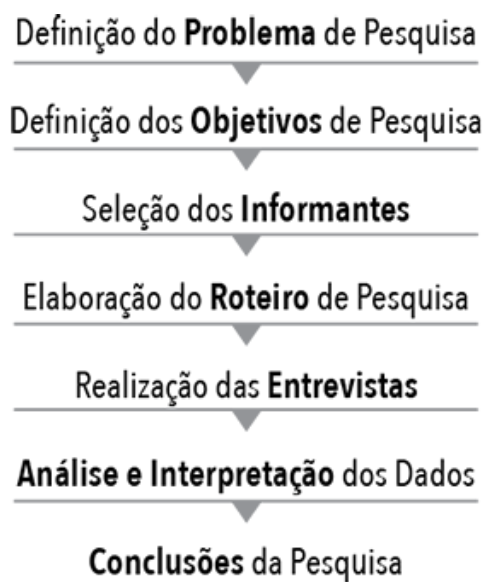 Definição do Problema de Pesquisa
Definição dos Objetivos de Pesquisa
Seleção dos Informantes
Elaboração do Roteiro de Pesquisa
Realização das Entrevistas
Análise e Interpretação dos Dados
Conclusões da Pesquisa